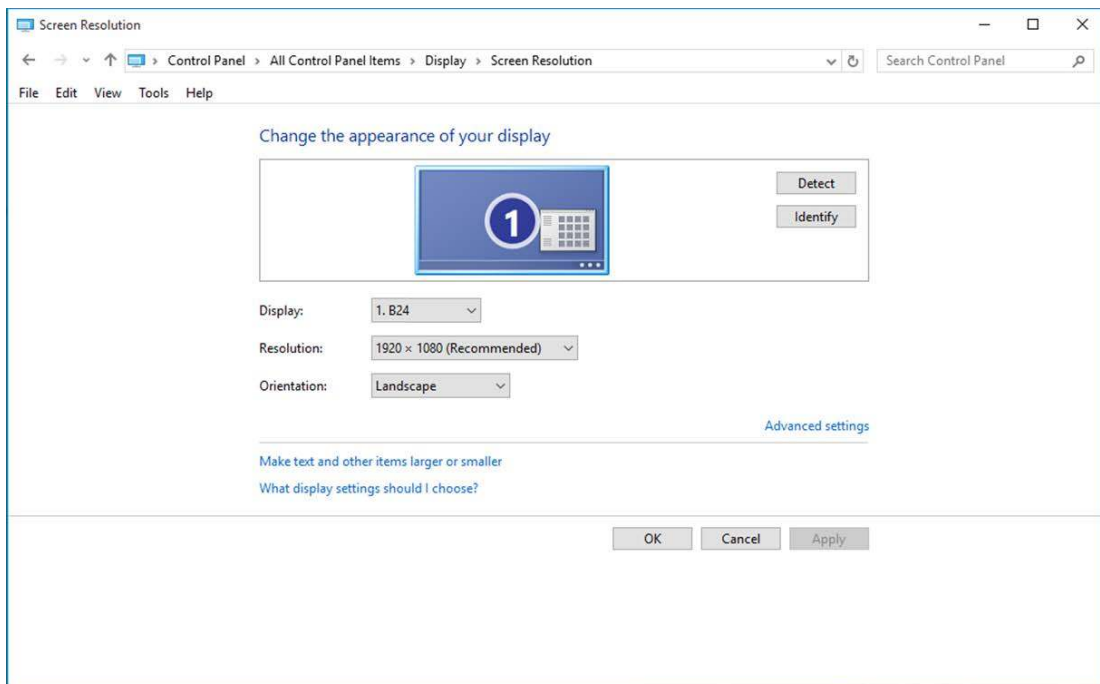 Screen Resolution
Control Panel > All Control Panel Items > Display > Screen Resolution
Search Control Panel
File Edit View Tools Help
Change the appearance of your display
1
Detect
Identify
Display: 1. B24
Resolution: 1920 × 1080 (Recommended)
Orientation: Landscape
Advanced settings
Make text and other items larger or smaller
What display settings should I choose?
OK Cancel Apply